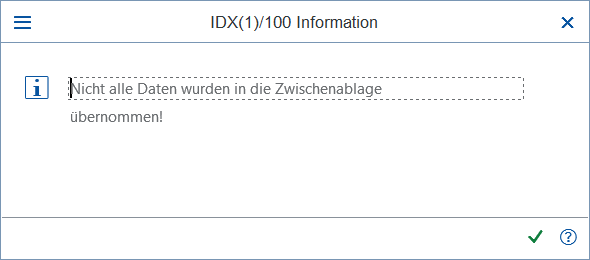 IDX(1)/100 Information
Nicht alle Daten wurden in die Zwischenablage
übernommen!